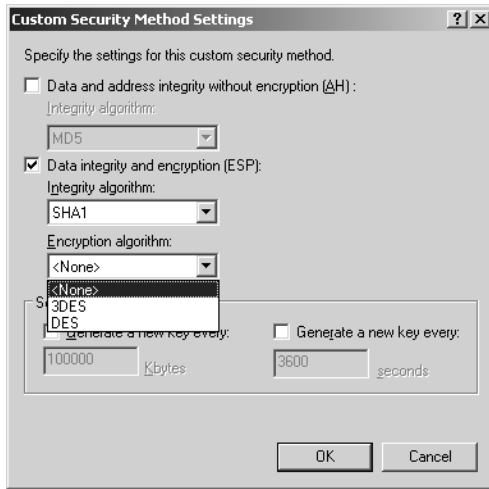 Custom Security Method Settings
Specify the settings for this custom security method.
Data and address integrity without encryption (AH) :
Integrity algorithm:
MD5
Data integrity and encryption (ESP):
Integrity algorithm:
SHA1
Encryption algorithm:
<None>
<None>
3DES
DES
Generate a new key every:
Generate a new key every:
100000
Kbytes
3600
seconds
OK
Cancel